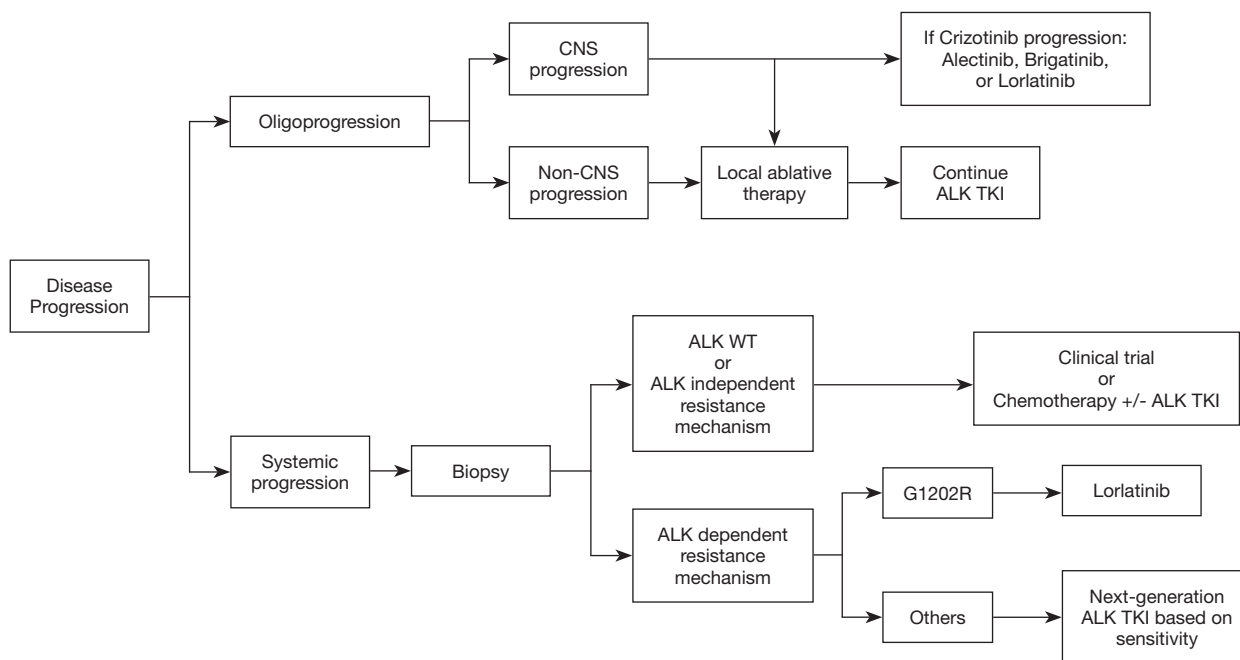 CNS
progression
If Crizotinib progression:
Alectinib, Brigatinib,
or Lorlatinib
Oligoprogression
Non-CNS
progression
Local ablative
therapy
Continue
ALK TKI
Disease
Progression
ALK WT
or
ALK independent
resistance
mechanism
Clinical trial
or
Chemotherapy +/- ALK TKI
Systemic
progression
Biopsy
G1202R
Lorlatinib
ALK dependent
resistance
mechanism
Others
Next-generation
ALK TKI based on
sensitivity